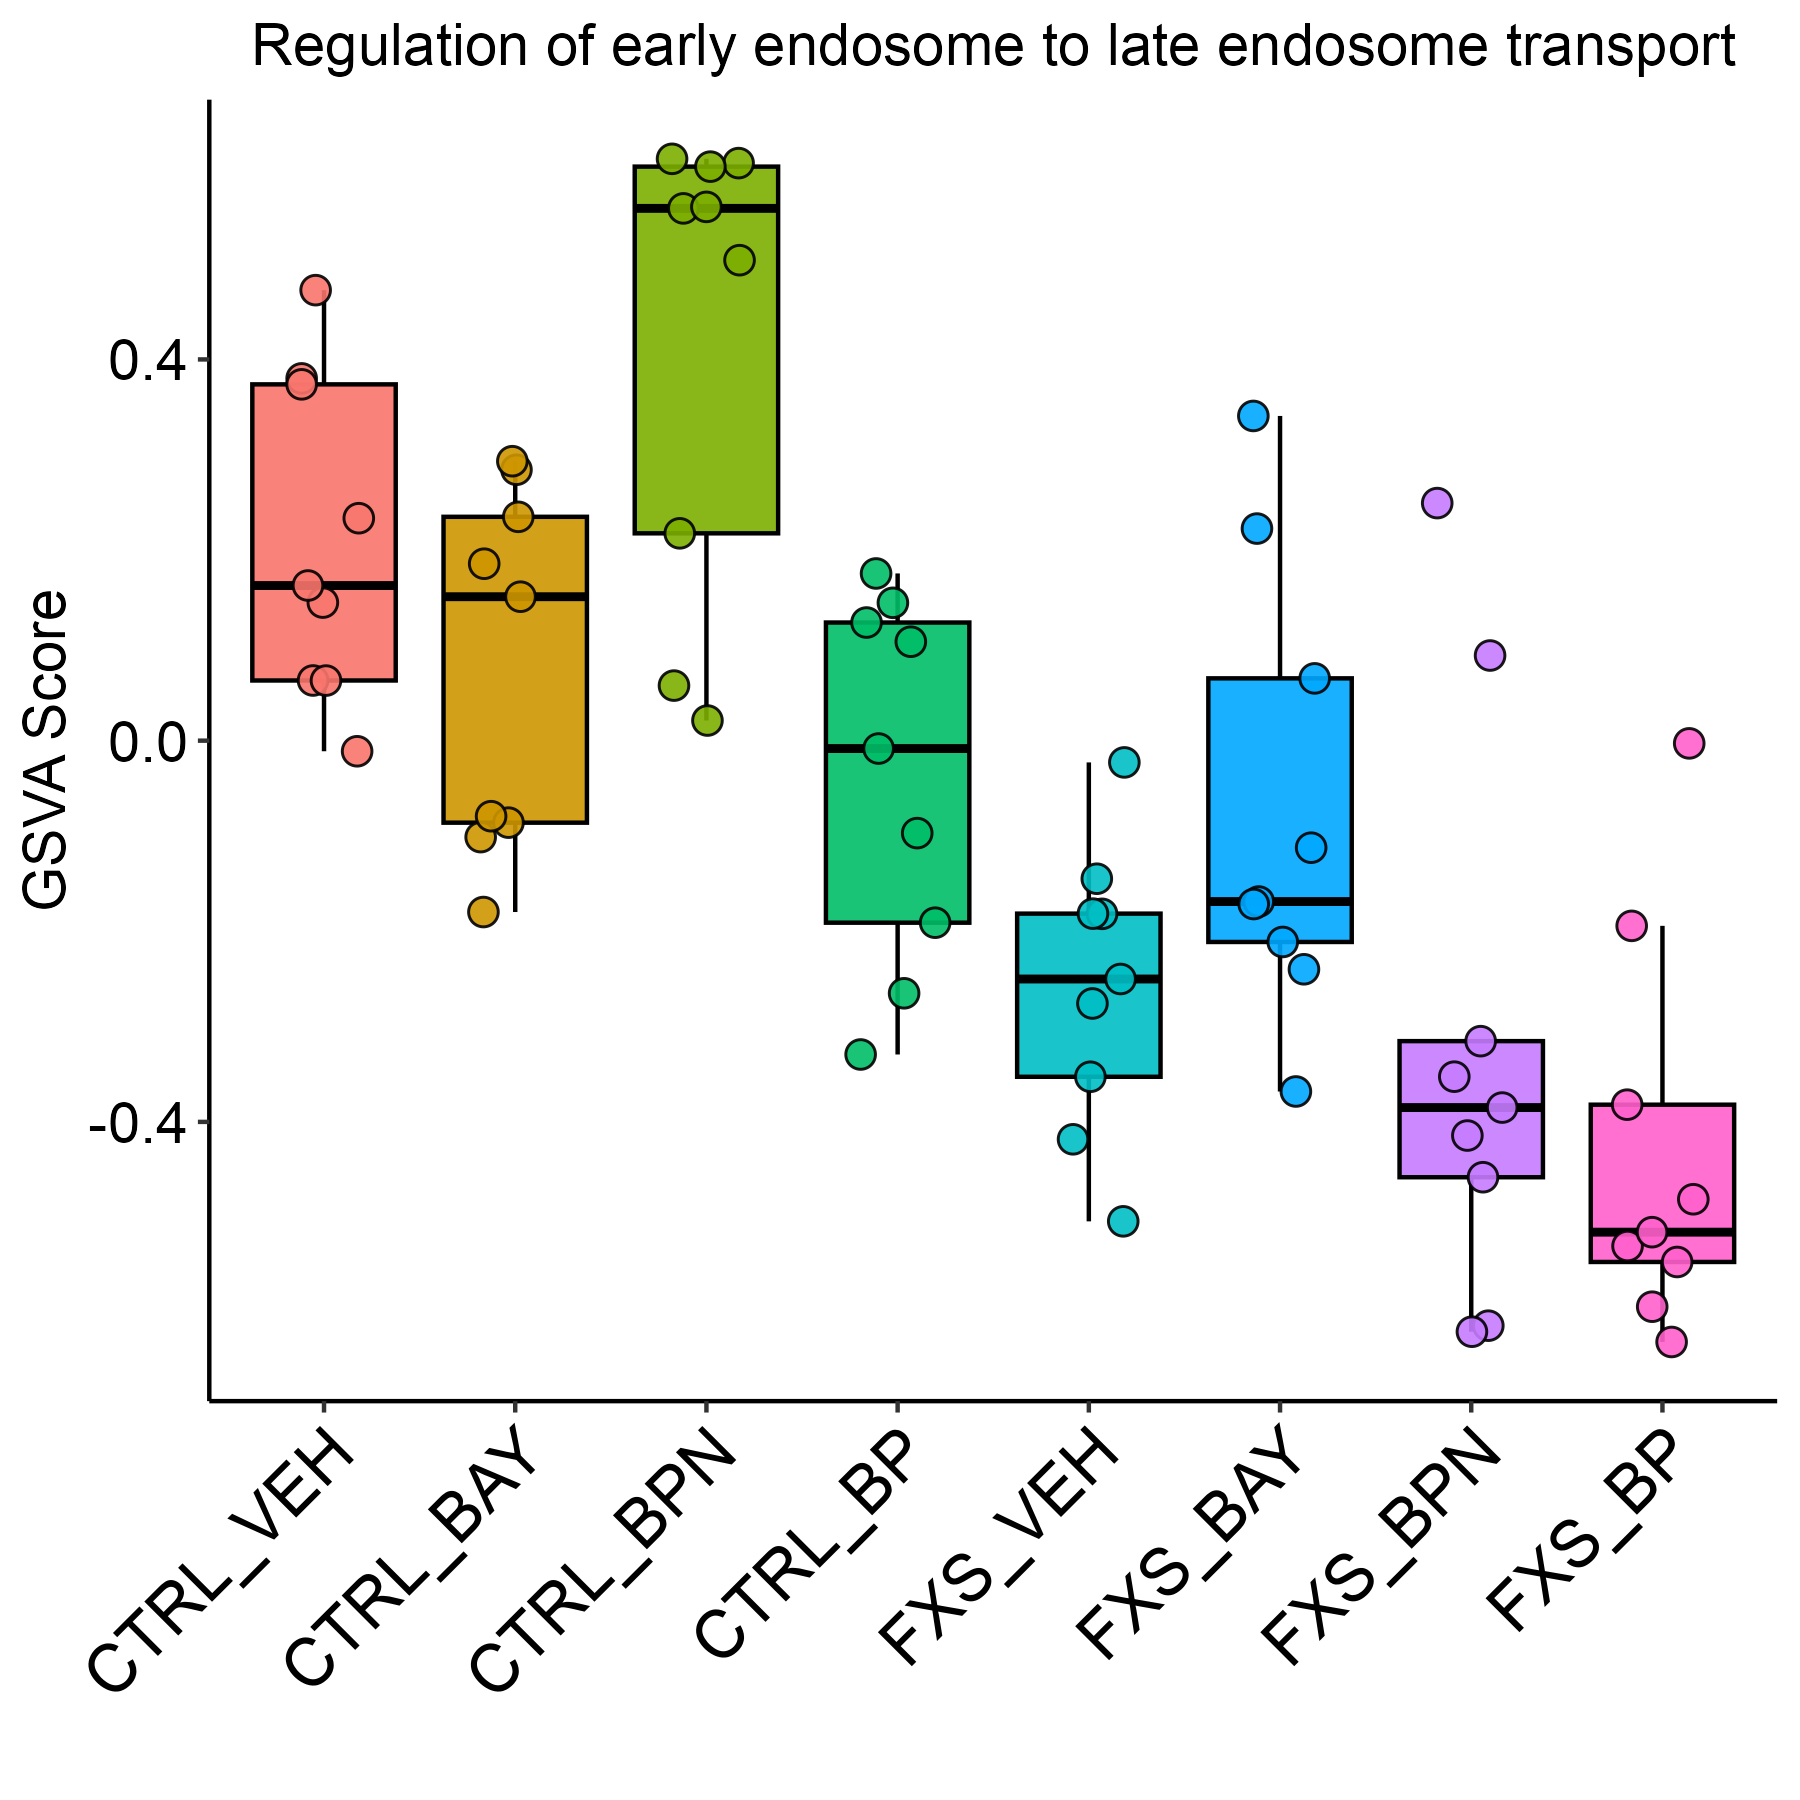 Regulation of early endosome to late endosome transport
GSVA Score
0.4
0.0
-0.4
CTRL_VEH
CTRL_BAY
CTRL_BPN
CTRL_BP
FXS_VEH
FXS_BAY
FXS_BPN
FXS_BP